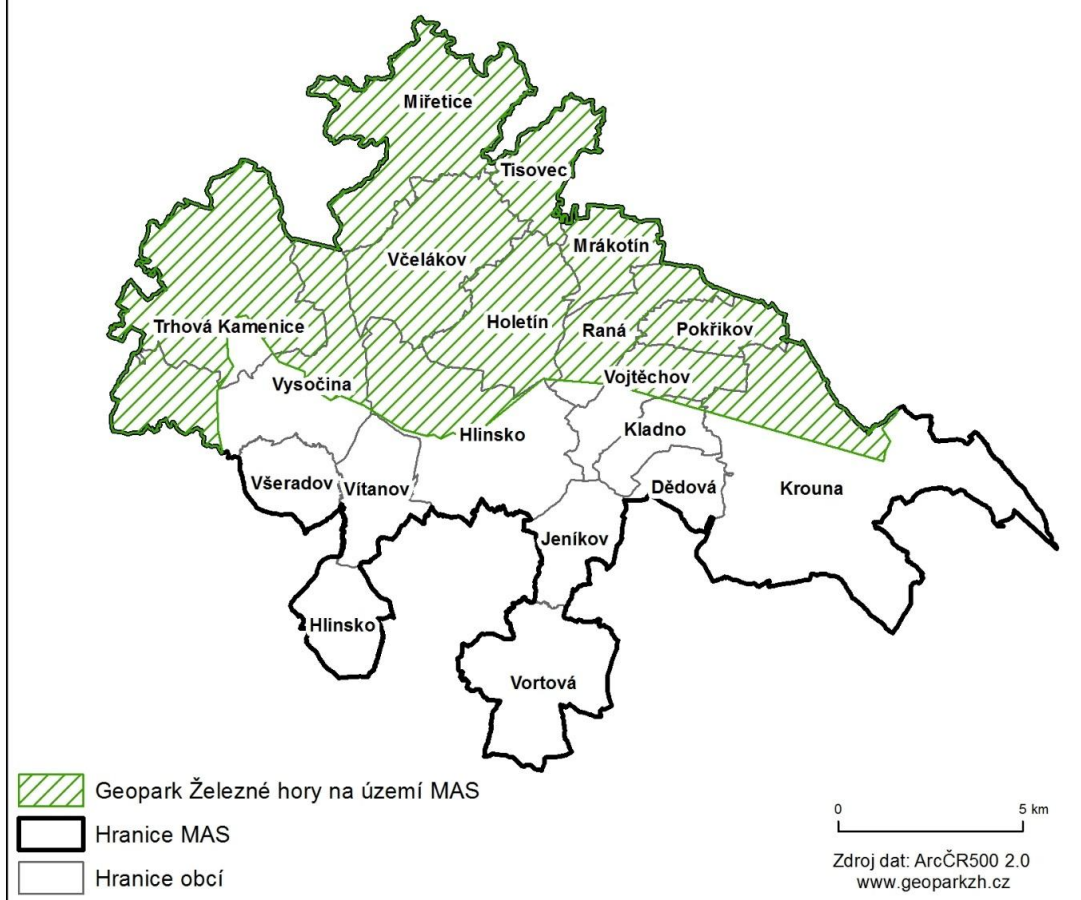 Miřetice
Tisovec
Mrákotín
Včelákov
Holetín
Trhová Kamenice
Raná
Pokřikov
Vojtěchov
Vysočina
Hlinsko
Kladno
Všeradov
Vítanov
Dědová
Krouna
Jeníkov
Hlinsko
Vortová
Geopark Železné hory na území MAS
Hranice MAS
Hranice obcí
0 5 km
Zdroj dat: ArcČR500 2.0
www.geoparkzh.cz